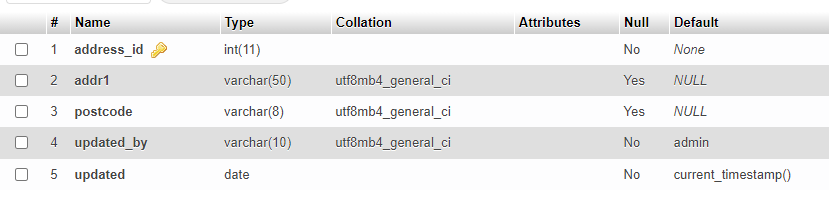 # Name Type Collation Attributes Null Default
1 address_id int(11) No None
2 addr1 varchar(50) utf8mb4_general_ci Yes NULL
3 postcode varchar(8) utf8mb4_general_ci Yes NULL
4 updated_by varchar(10) utf8mb4_general_ci No admin
5 updated date No current_timestamp()